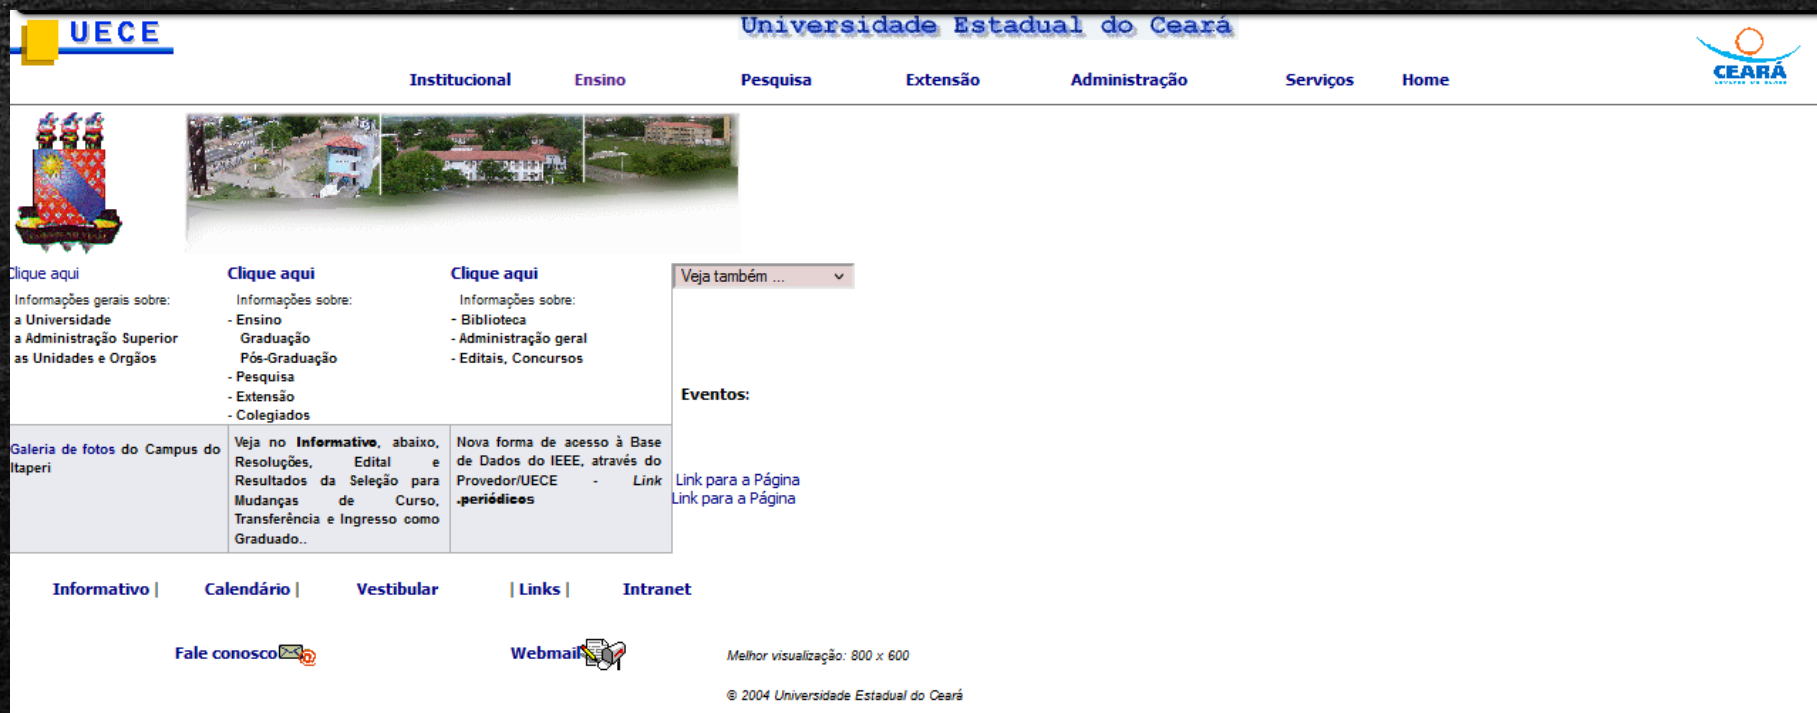 UECE
Universidade Estadual do Ceará
CEARÁ
Institucional Ensino Pesquisa Extensão Administração Serviços Home
Clique aqui
Informações gerais sobre:
a Universidade
a Administração Superior
as Unidades e Orgãos
Clique aqui
Informações sobre:
- Ensino
Graduação
Pós-Graduação
- Pesquisa
- Extensão
- Colegiados
Clique aqui
Informações sobre:
- Biblioteca
- Administração geral
- Editais, Concursos
Veja também ...
Eventos:
Galeria de fotos do Campus do
Itaperi
Veja no Informativo, abaixo,
Resoluções, Edital e
Resultados da Seleção para
Mudanças de Curso,
Transferência e Ingresso como
Graduado..
Nova forma de acesso à Base
de Dados do IEEE, através do
Provedor/UECE - Link
.periódicos
Link para a Página
Link para a Página
Informativo | Calendário | Vestibular | Links | Intranet
Fale conosco Webmail
Melhor visualização: 800 x 600
© 2004 Universidade Estadual do Ceará